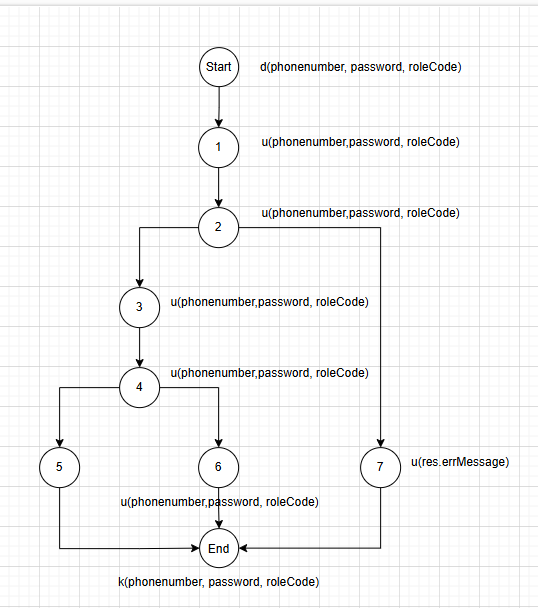 Start
d(phonenumber, password, roleCode)
1
u(phonenumber,password, roleCode)
2
u(phonenumber,password, roleCode)
3
u(phonenumber,password, roleCode)
4
u(phonenumber,password, roleCode)
5
6
7
u(res.errMessage)
u(phonenumber,password, roleCode)
End
k(phonenumber, password, roleCode)